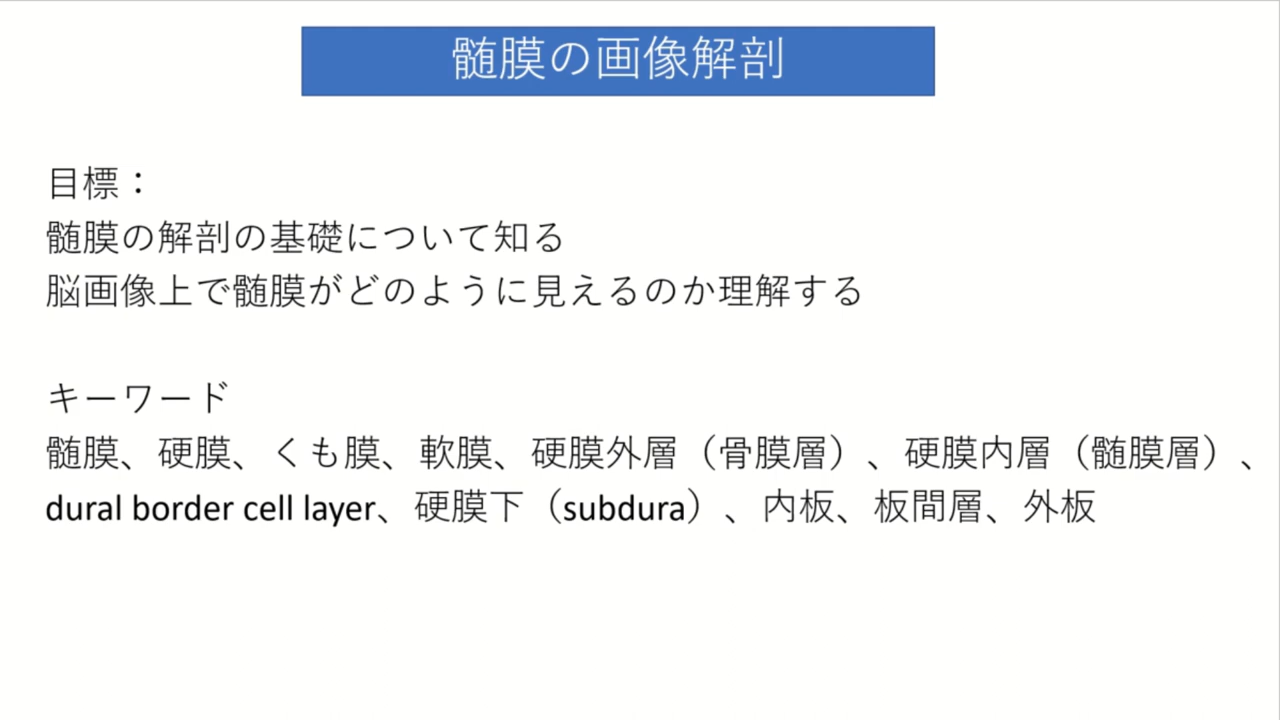 髄膜の画像解剖
目標：
髄膜の解剖の基礎について知る
脳画像上で髄膜がどのように見えるのか理解する
キーワード
髄膜、硬膜、くも膜、軟膜、硬膜外層（骨膜層）、硬膜内層（髄膜層）、
dural border cell layer、硬膜下（subdura）、内板、板間層、外板